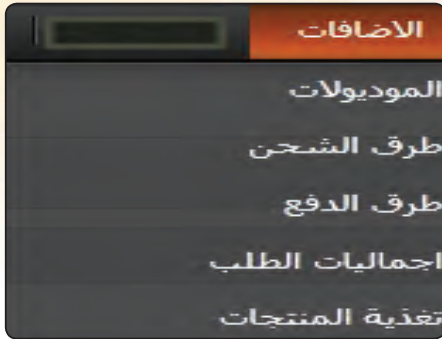 الاضافات
الموديولات
طرق الشحن
طرق الدفع
اجماليات الطلب
تغذية المنتجات